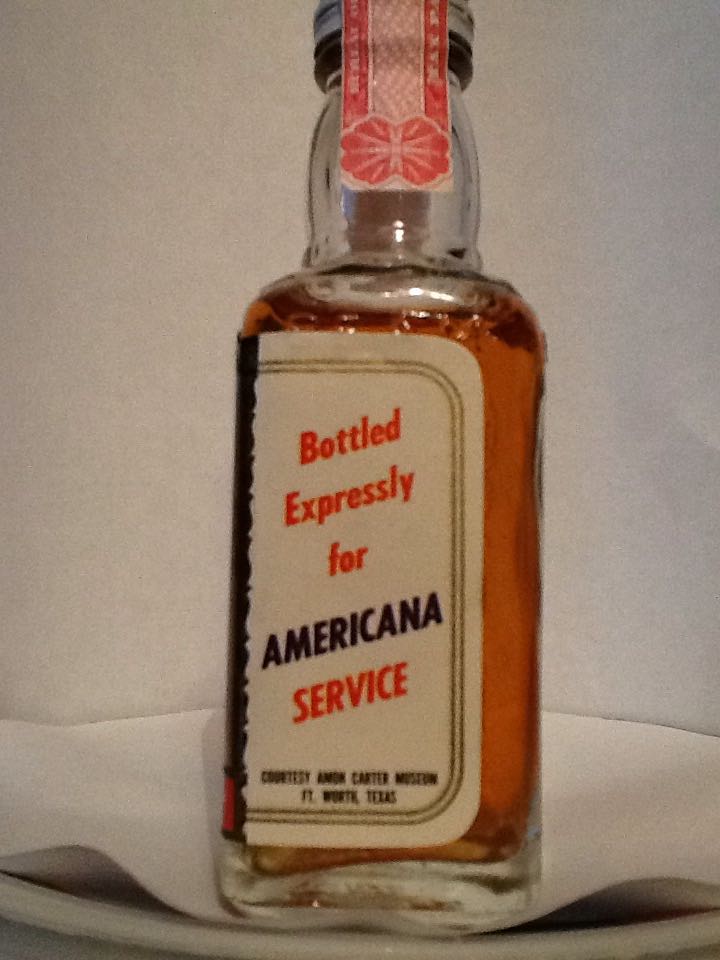 Bottled
Expressly
for
AMERICANA
SERVICE
COURTESY AMON CARTER MUSEUM
FT. WORTH, TEXAS